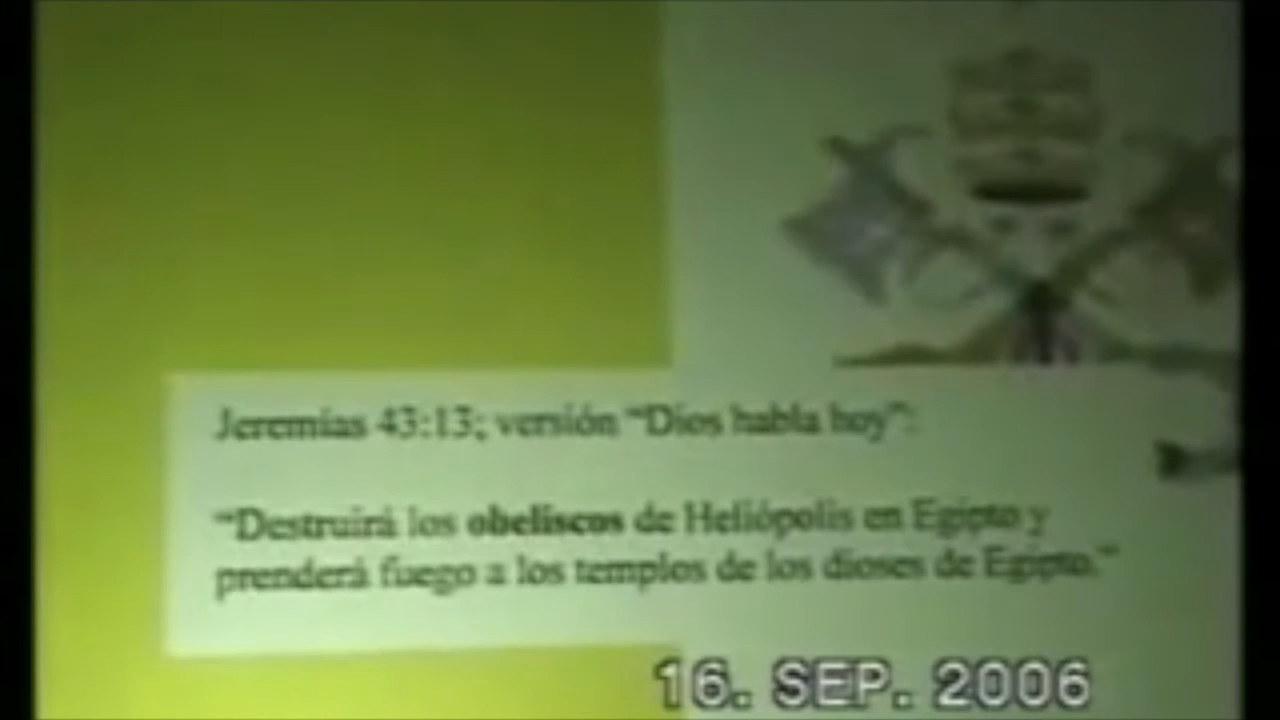 Jeremías 43:13; versión “Dios habla hoy”:
“Destruirá los obeliscos de Heliópolis en Egipto y
prenderá fuego a los templos de los dioses de Egipto.”
16. SEP. 2006